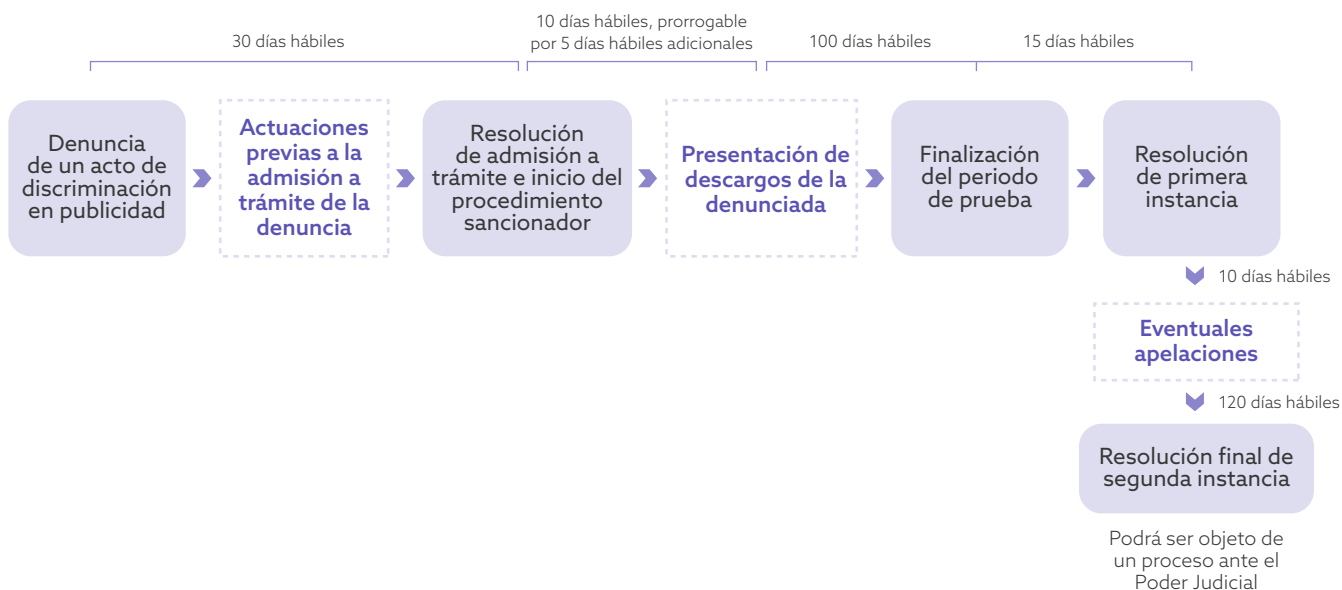 30 días hábiles
10 días hábiles, prorrogable
por 5 días hábiles adicionales
100 días hábiles
15 días hábiles
Denuncia
de un acto de
discriminación
en publicidad
Actuaciones
previas a la
admisión a
trámite de la
denuncia
Resolución
de admisión a
trámite e inicio del
procedimiento
sancionador
Presentación de
descargos de la
denunciada
Finalización
del periodo
de prueba
Resolución
de primera
instancia
10 días hábiles
Eventuales
apelaciones
120 días hábiles
Resolución final de
segunda instancia
Podrá ser objeto de
un proceso ante el
Poder Judicial